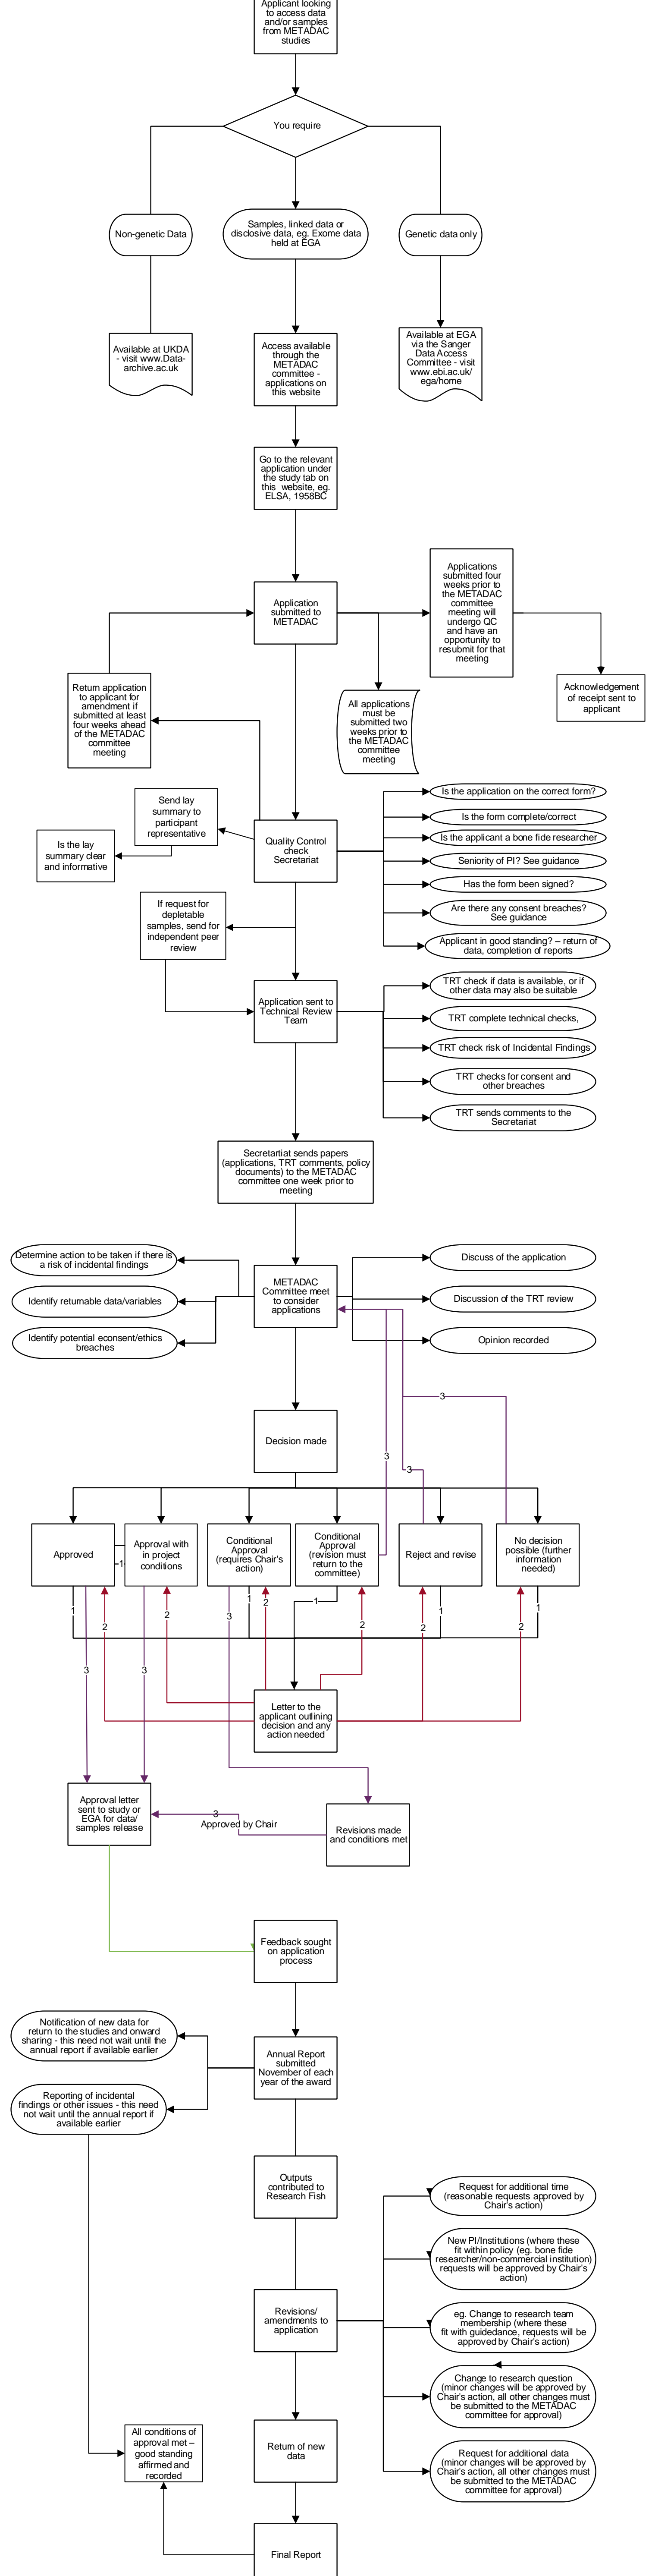 Applicant looking
to access data
and/or samples
from METADAC
studies
You require
Non-genetic Data
Samples, linked data or
disclosive data, eg. Exome data
held at EGA
Genetic data only
Available at UKDA
- visit www.Data-
archive.ac.uk
Access available
through the
METADAC
committee -
applications on
this website
Available at EGA
via the Sanger
Data Access
Committee - visit
www.ebi.ac.uk/
ega/home
Go to the relevant
application under
the study tab on
this website, eg.
ELSA, 1958BC
Application
submitted to
METADAC
Applications
submitted four
weeks prior to
the METADAC
committee
meeting will
undergo QC
and have an
opportunity to
resubmit for that
meeting
Acknowledgement
of receipt sent to
applicant
Return application
to applicant for
amendment if
submitted at least
four weeks ahead
of the METADAC
committee
meeting
All applications
must be
submitted two
weeks prior to
the METADAC
committee
meeting
Send lay
summary to
participant
representative
Is the lay
summary clear
and informative
Quality Control
check
Secretariat
Is the application on the correct form?
Is the form complete/correct
Is the applicant a bone fide researcher
Seniority of PI? See guidance
Has the form been signed?
Are there any consent breaches?
See guidance
Applicant in good standing? – return of
data, completion of reports
If request for
depletable
samples, send for
independent peer
review
Application sent to
Technical Review
Team
TRT check if data is available, or if
other data may also be suitable
TRT complete technical checks,
TRT check risk of Incidental Findings
TRT checks for consent and
other breaches
TRT sends comments to the
Secretariat
Secretartiat sends papers
(applications, TRT comments, policy
documents) to the METADAC
committee one week prior to
meeting
Determine action to be taken if there is
a risk of incidental findings
Identify returnable data/variables
Identify potential econsent/ethics
breaches
METADAC
Committee meet
to consider
applications
Discuss of the application
Discussion of the TRT review
Opinion recorded
3
Decision made
3
3
Approved
1
Approval with
in project
conditions
Conditional
Approval
(requires Chair's
action)
Conditional
Approval
(revision must
return to the
committee)
Reject and revise
No decision
possible (further
information
needed)
1
2
3
3
2
3
1
2
1
2
1
2
1
2
Letter to the
applicant outlining
decision and any
action needed
Approval letter
sent to study or
EGA for data/
samples release
3
Approved by Chair
Revisions made
and conditions met
Feedback sought
on application
process
Notification of new data for
return to the studies and onward
sharing - this need not wait until the
annual report if available earlier
Annual Report
submitted
November of each
year of the award
Reporting of incidental
findings or other issues - this need
not wait until the annual report if
available earlier
Outputs
contributed to
Research Fish
Request for additional time
(reasonable requests approved by
Chair's action)
New PI/Institutions (where these
fit within policy (eg. bone fide
researcher/non-commercial institution)
requests will be approved by Chair's
action)
Revisions/
amendments to
application
eg. Change to research team
membership (where these
fit with guidedance, requests will be
approved by Chair's action)
Change to research question
(minor changes will be approved by
Chair's action, all other changes must
be submitted to the METADAC
committee for approval)
All conditions of
approval met –
good standing
affirmed and
recorded
Return of new
data
Request for additional data
(minor changes will be approved by
Chair's action, all other changes must
be submitted to the METADAC
committee for approval)
Final Report